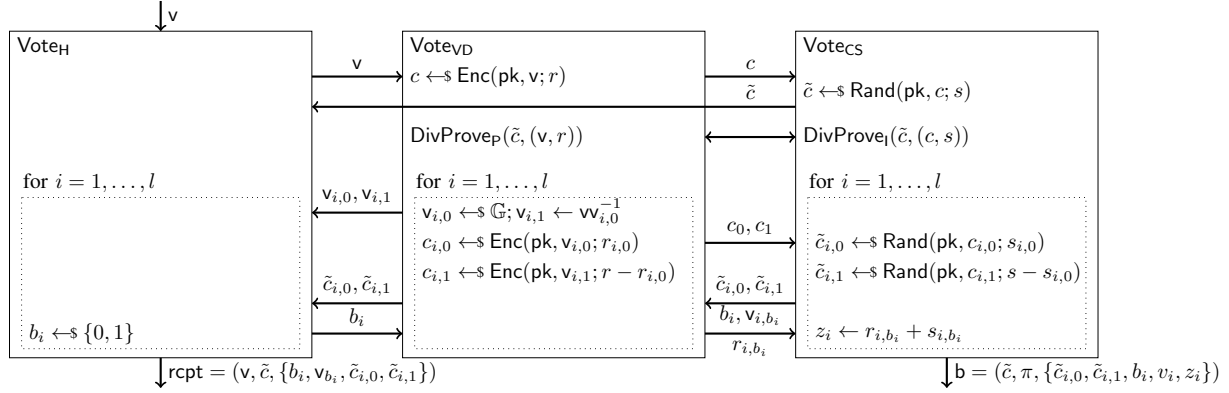 v
Vote_H
Vote_VD
Vote_CS
v
c ←$ Enc(pk, v; r)
c
c̃ ←$ Rand(pk, c; s)
c̃
DivProve_P(c̃, (v, r))
DivProve_I(c̃, (c, s))
for i = 1, . . . , l
for i = 1, . . . , l
for i = 1, . . . , l
v_{i,0}, v_{i,1}
v_{i,0} ←$ 𝔾; v_{i,1} ← vv_{i,0}^{-1}
c_{i,0} ←$ Enc(pk, v_{i,0}; r_{i,0})
c_0, c_1
c̃_{i,0} ←$ Rand(pk, c_{i,0}; s_{i,0})
c_{i,1} ←$ Enc(pk, v_{i,1}; r − r_{i,0})
c̃_{i,1} ←$ Rand(pk, c_{i,1}; s − s_{i,0})
c̃_{i,0}, c̃_{i,1}
c̃_{i,0}, c̃_{i,1}
b_i ←$ {0, 1}
b_i
b_i, v_{i,b_i}
r_{i,b_i}
z_i ← r_{i,b_i} + s_{i,b_i}
rcpt = (v, c̃, {b_i, v_{b_i}, c̃_{i,0}, c̃_{i,1}})
b = (c̃, π, {c̃_{i,0}, c̃_{i,1}, b_i, v_i, z_i})